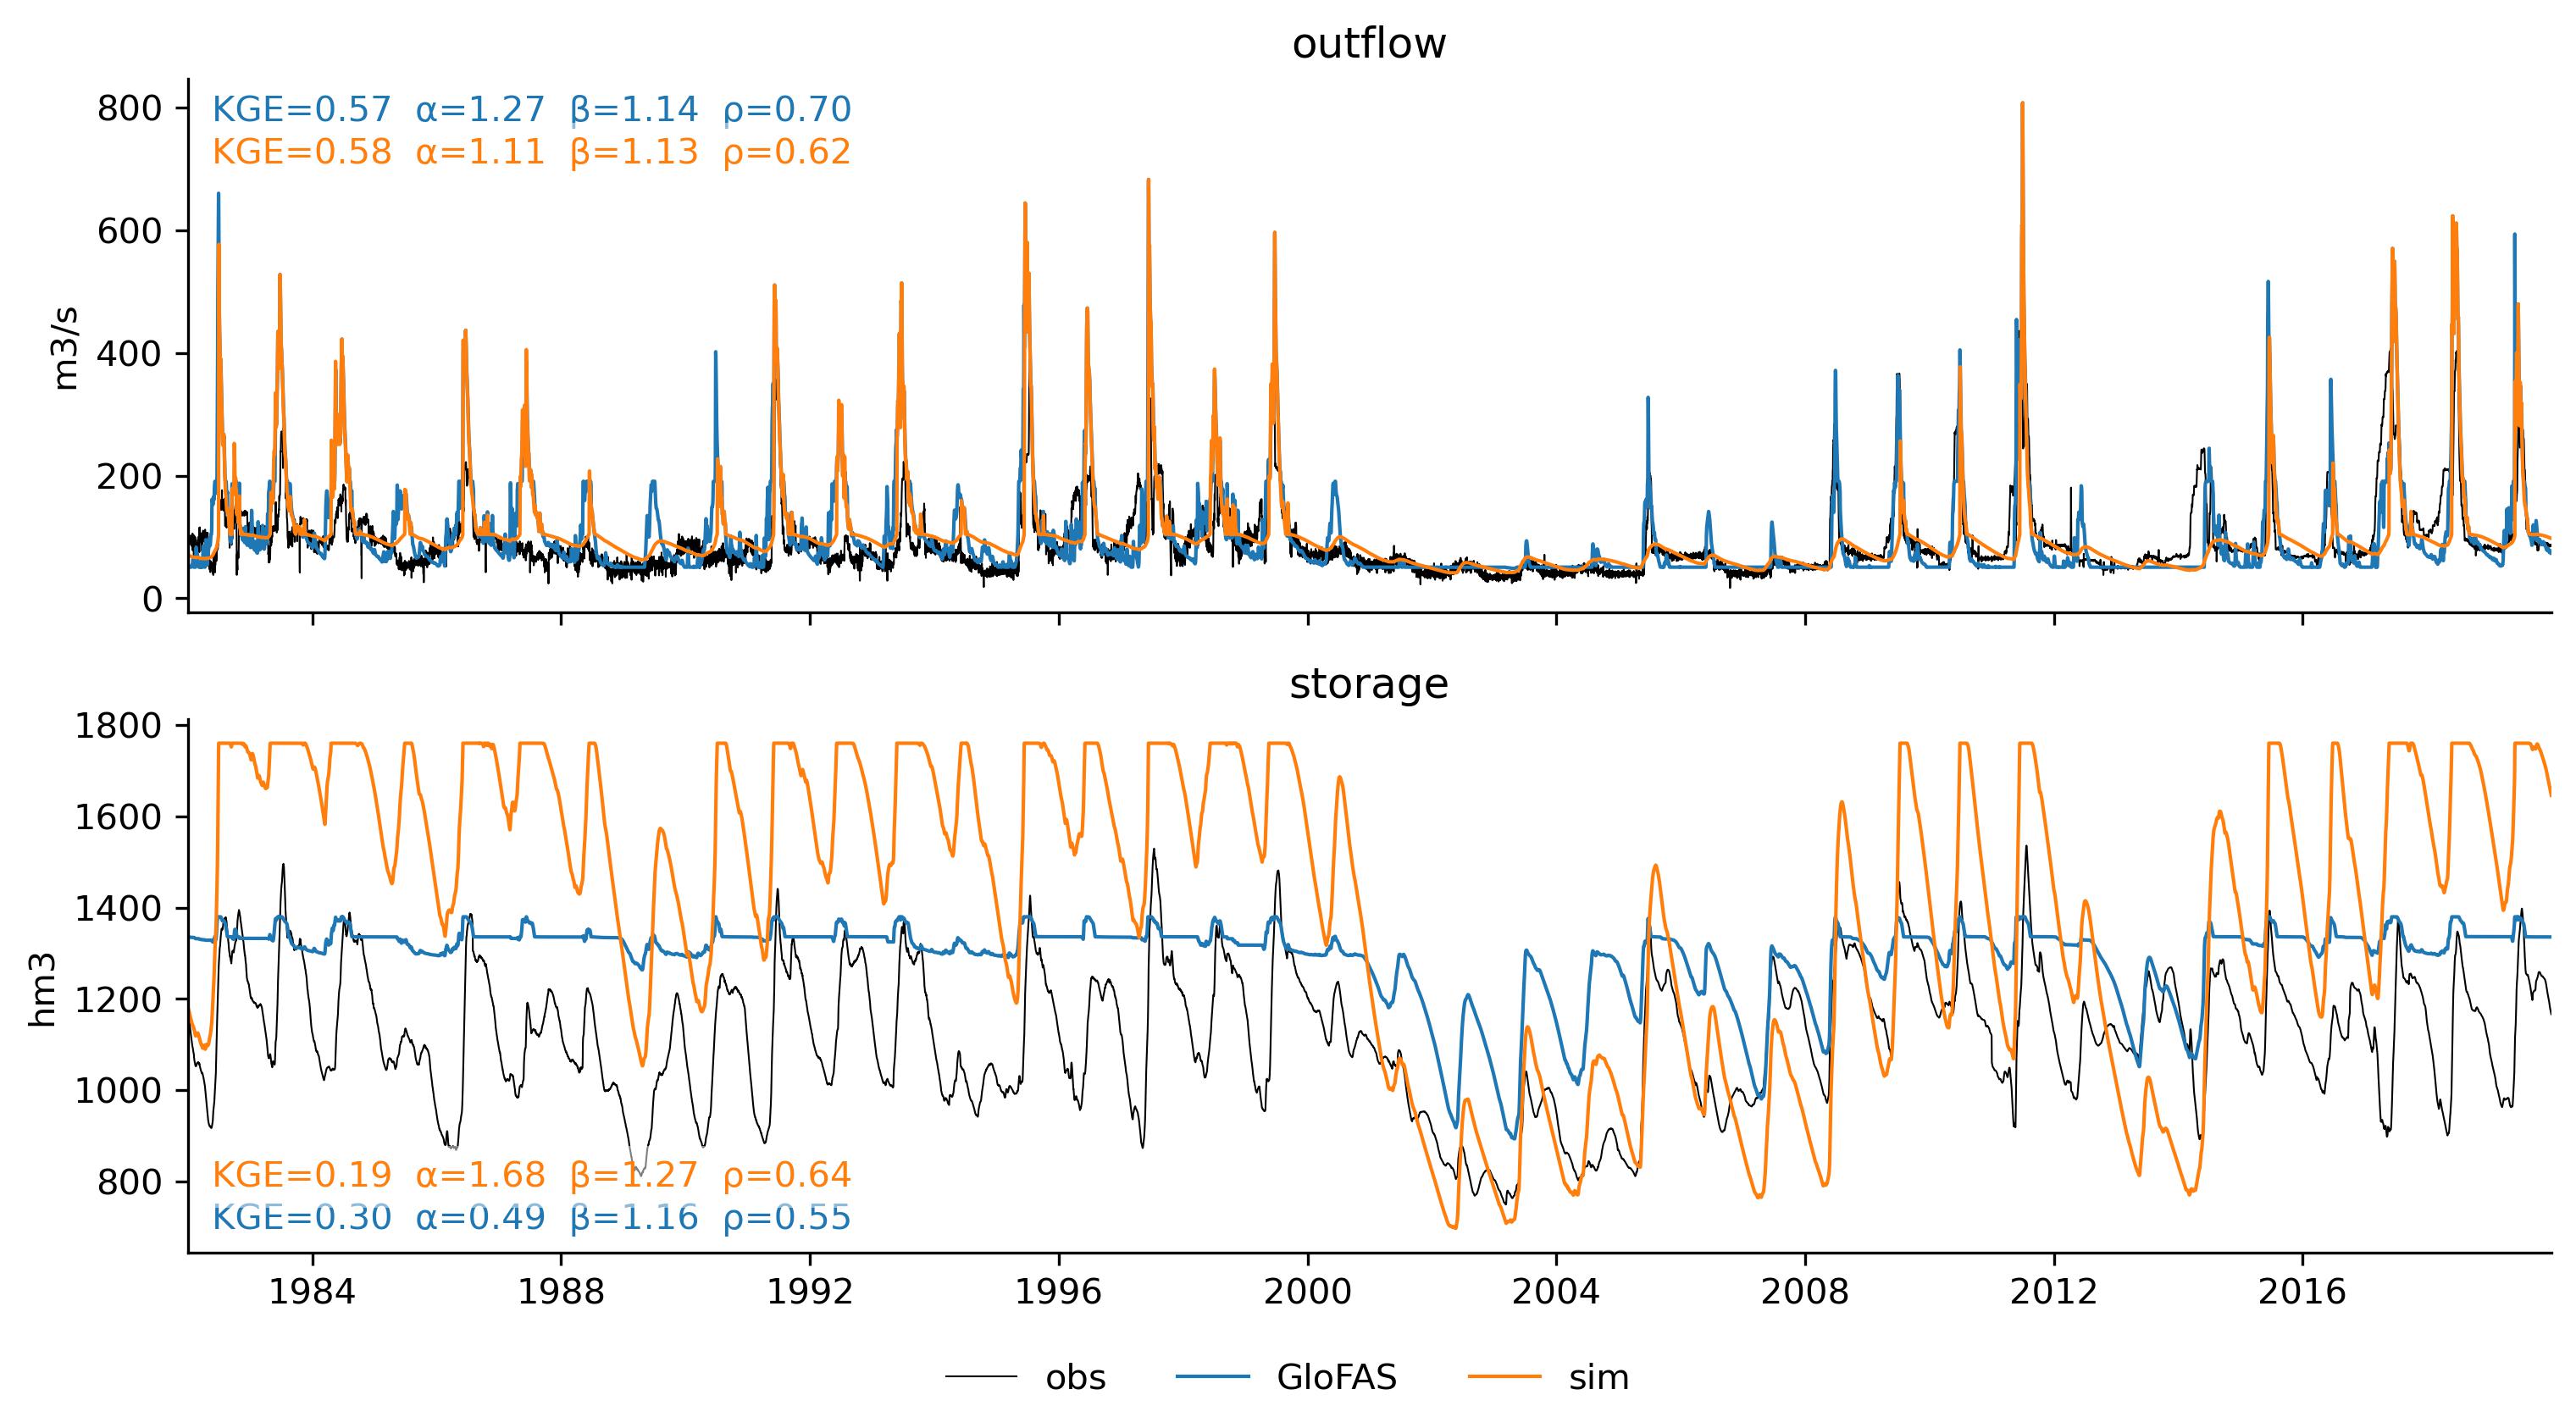 outflow
800
600
400
200
0
m3/s
KGE=0.57 α=1.27 β=1.14 ρ=0.70
KGE=0.58 α=1.11 β=1.13 ρ=0.62
storage
1800
1600
1400
1200
1000
800
hm3
KGE=0.19 α=1.68 β=1.27 ρ=0.64
KGE=0.30 α=0.49 β=1.16 ρ=0.55
1984 1988 1992 1996 2000 2004 2008 2012 2016
obs GloFAS sim